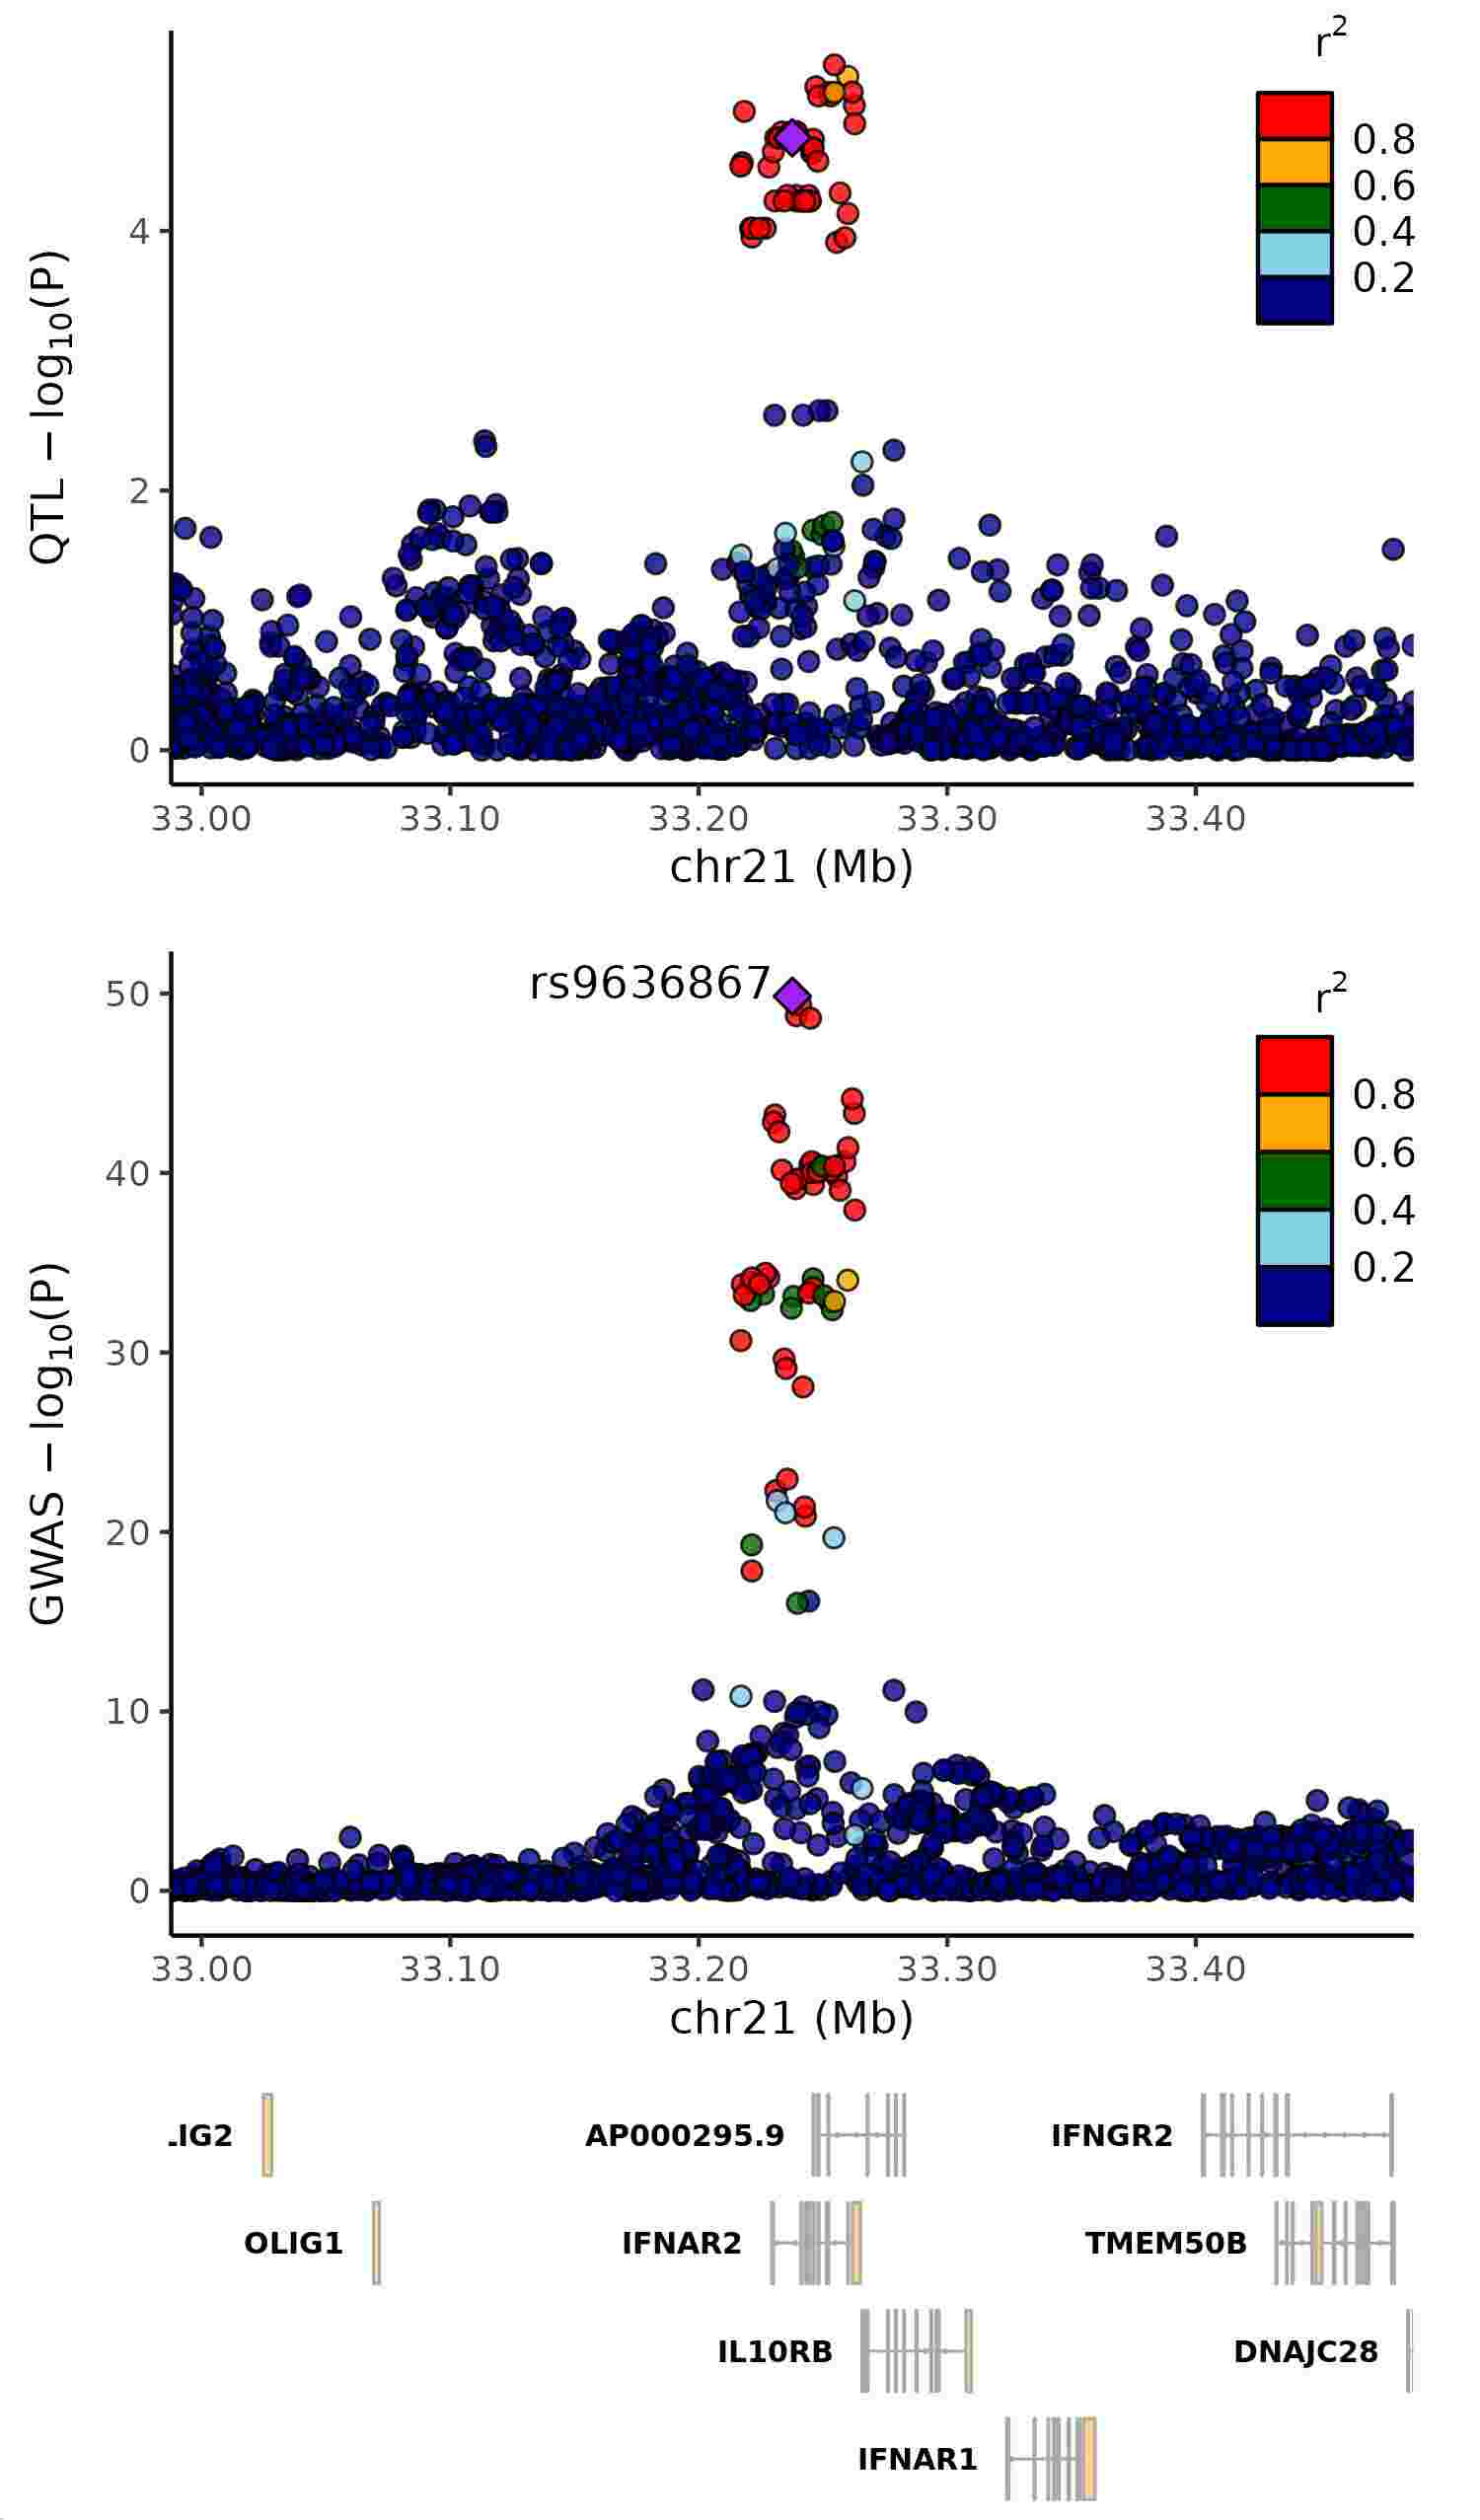 r2
0.8
0.6
0.4
0.2
QTL −log10(P)
4
2
0
33.00 33.10 33.20 33.30 33.40
chr21 (Mb)
rs9636867
r2
0.8
0.6
0.4
0.2
GWAS −log10(P)
50
40
30
20
10
0
33.00 33.10 33.20 33.30 33.40
chr21 (Mb)
.IG2 AP000295.9 IFNGR2
OLIG1 IFNAR2 TMEM50B
IL10RB DNAJC28
IFNAR1